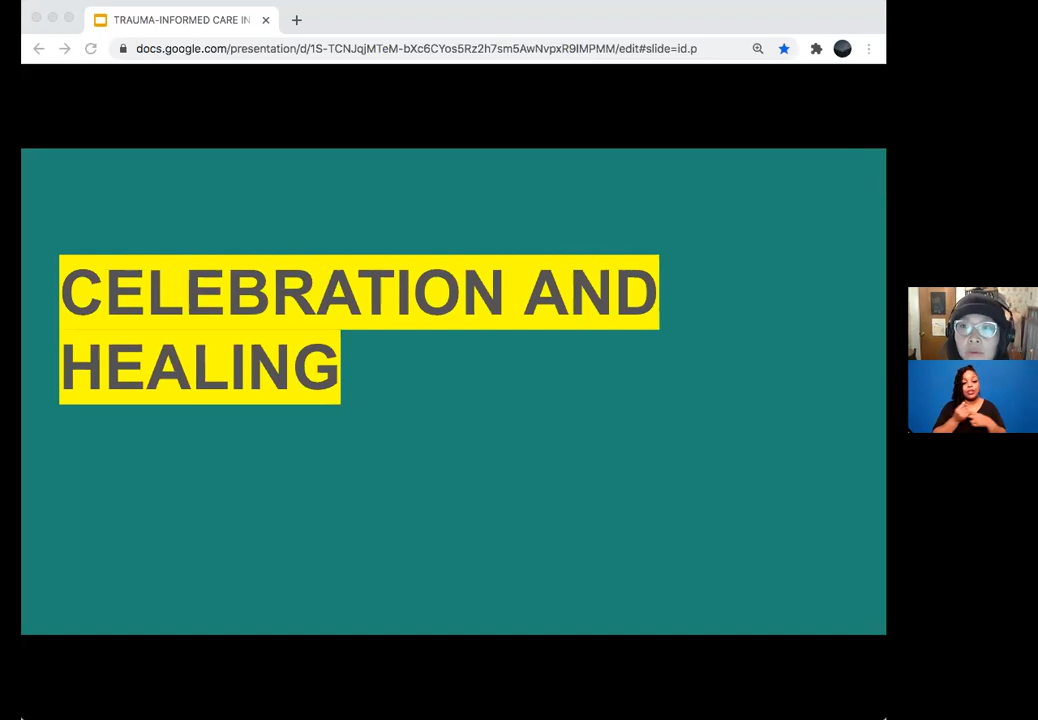 TRAUMA-INFORMED CARE IN
docs.google.com/presentation/d/1S-TCNJqjMTeM-bXc6CYos5Rz2h7sm5AwNvpxR9IMPMM/edit#slide=id.p
CELEBRATION AND
HEALING